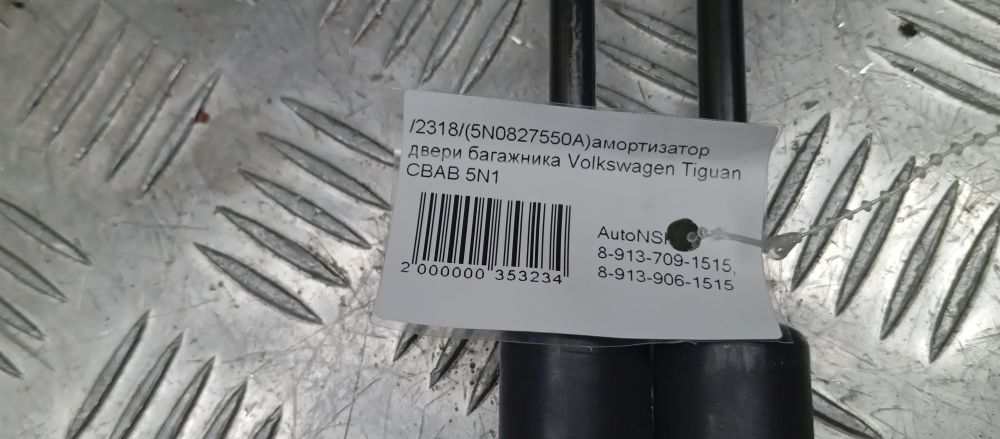 /2318/(5N0827550A)амортизатор
двери багажника Volkswagen Tiguan
CBAB 5N1
2 000000 353234
8-913-709-1515,
8-913-906-1515